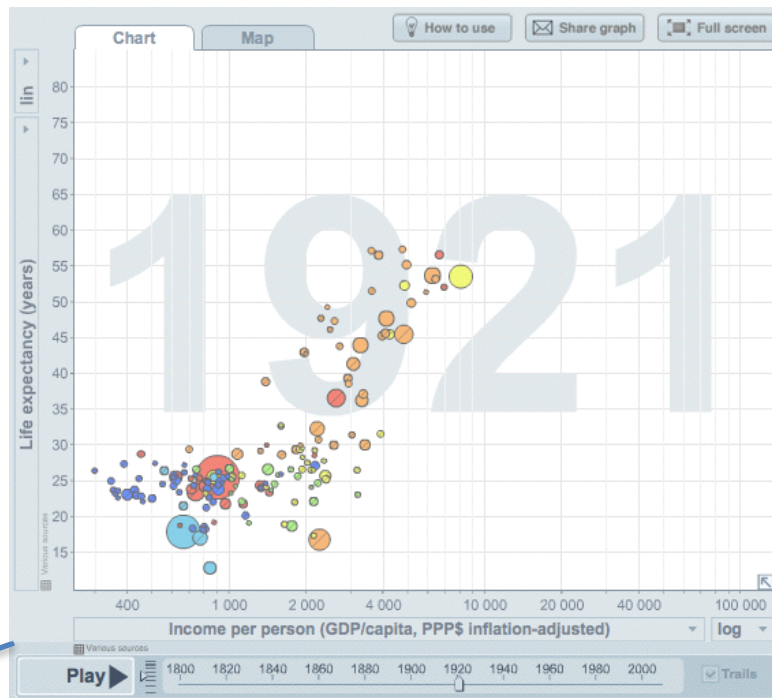 Chart
Map
How to use
Share graph
Full screen
lin
Life expectancy (years)
Various sources
85
80
75
70
65
60
55
50
45
40
35
30
25
20
15
1921
400
1 000
2 000
4 000
10 000
20 000
40 000
100 000
Income per person (GDP/capita, PPP$ inflation-adjusted)
log
Various sources
Play
1800 1820 1840 1860 1880 1900 1920 1940 1960 1980 2000
Trails